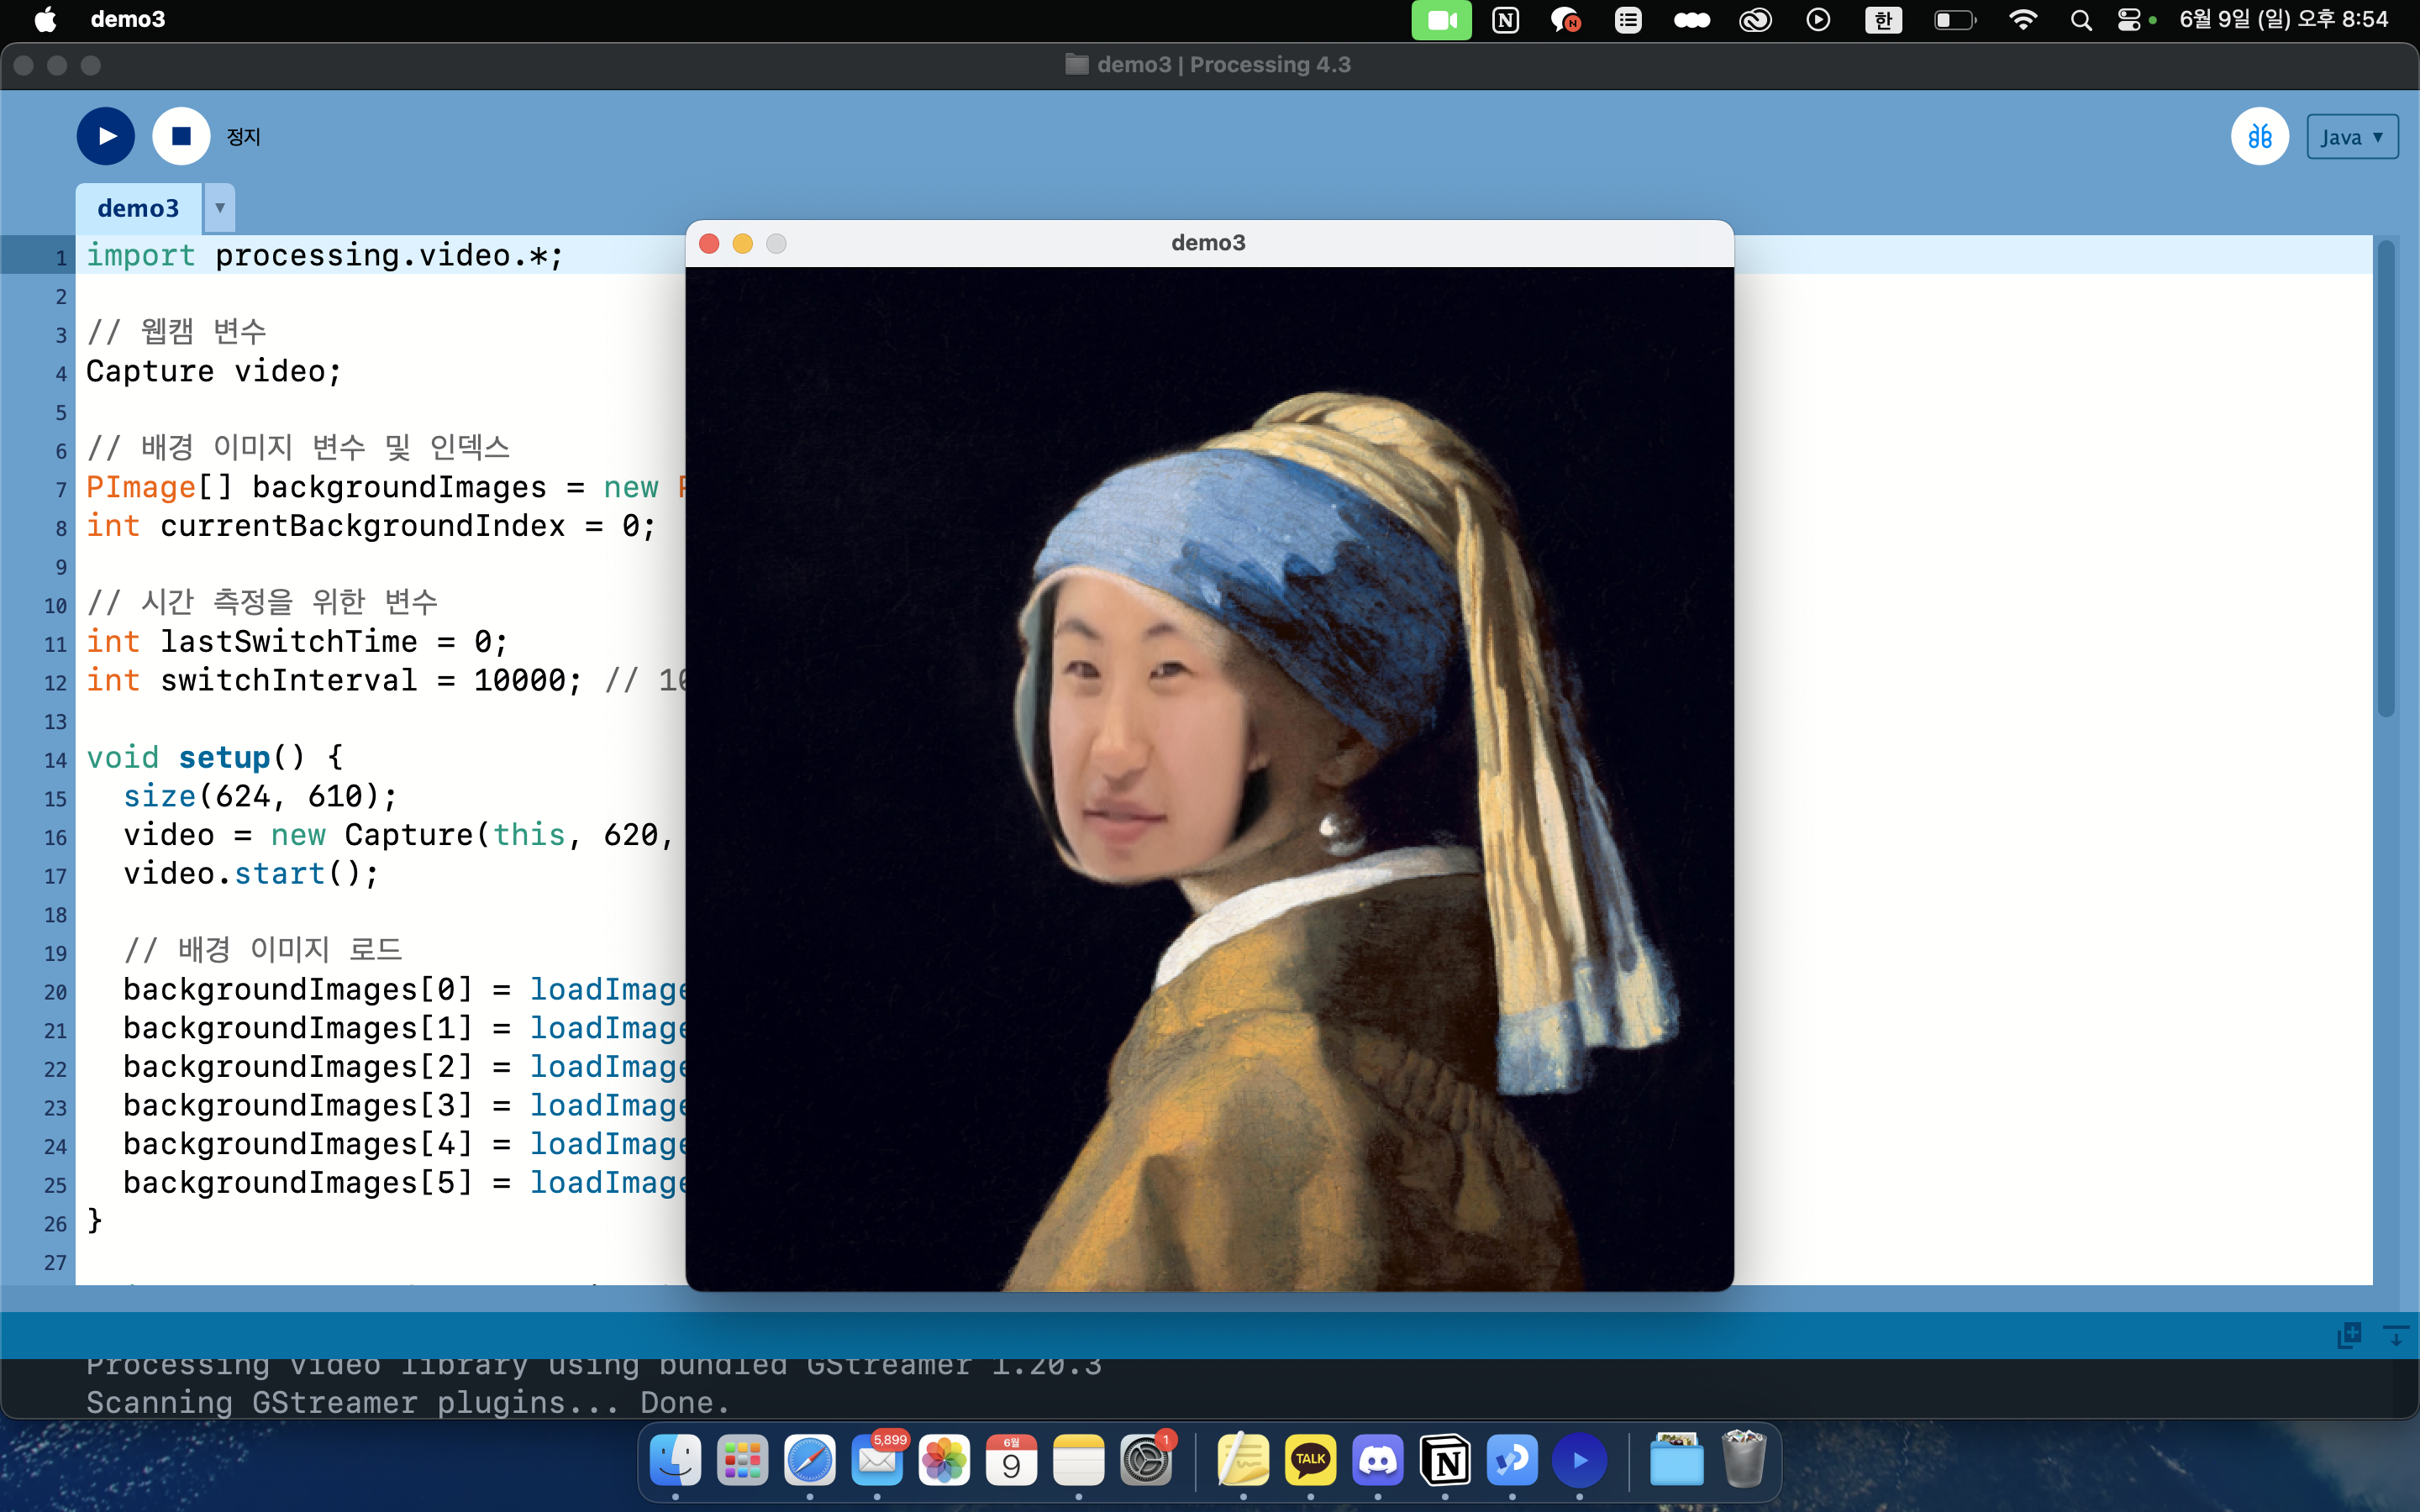 demo3
한
6월 9일 (일) 오후 8:54
demo3 | Processing 4.3
정지
Java ▼
demo3 ▼
demo3
1 import processing.video.*;
2
3 // 웹캠 변수
4 Capture video;
5
6 // 배경 이미지 변수 및 인덱스
7 PImage[] backgroundImages = new
8 int currentBackgroundIndex = 0;
9
10 // 시간 측정을 위한 변수
11 int lastSwitchTime = 0;
12 int switchInterval = 10000; // 10
13
14 void setup() {
15 size(624, 610);
16 video = new Capture(this, 620,
17 video.start();
18
19 // 배경 이미지 로드
20 backgroundImages[0] = loadImage
21 backgroundImages[1] = loadImage
22 backgroundImages[2] = loadImage
23 backgroundImages[3] = loadImage
24 backgroundImages[4] = loadImage
25 backgroundImages[5] = loadImage
26 }
27
Processing video library using bundled GStreamer 1.20.3
Scanning GStreamer plugins... Done.
5,899
6월
9
1
TALK